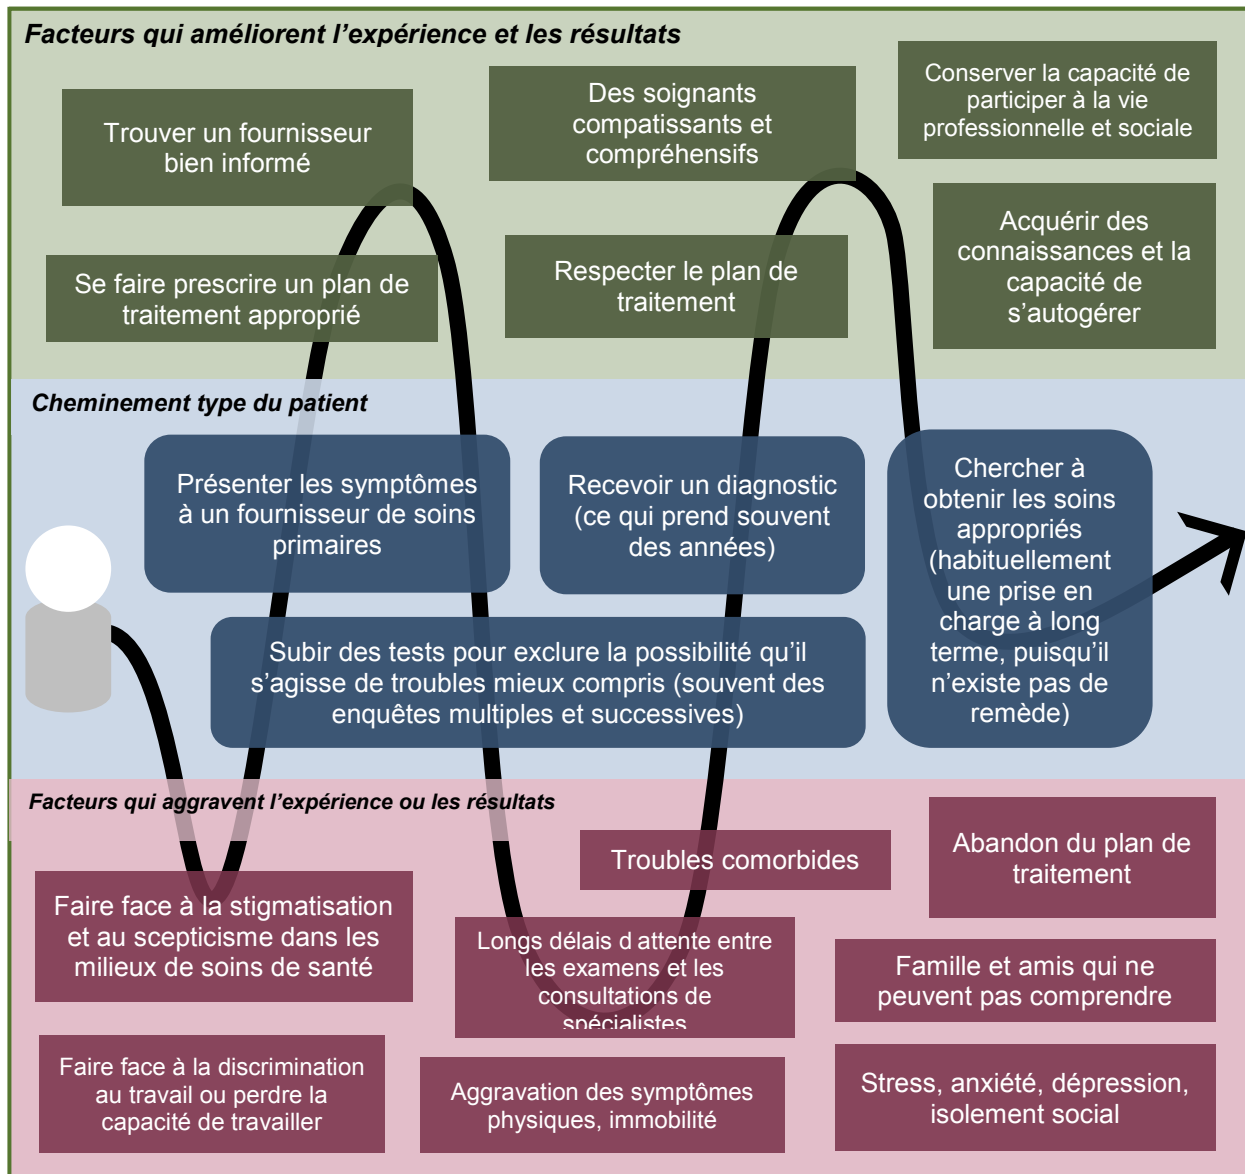 Facteurs qui améliorent l’expérience et les résultats
Trouver un fournisseur
bien informé
Des soignants
compatissants et
compréhensifs
Conserver la capacité de
participer à la vie
professionnelle et sociale
Se faire prescrire un plan de
traitement approprié
Respecter le plan de
traitement
Acquérir des
connaissances et la
capacité de
s’autogérer
Cheminement type du patient
Présenter les symptômes
à un fournisseur de soins
primaires
Recevoir un diagnostic
(ce qui prend souvent
des années)
Chercher à
obtenir les soins
appropriés
(habituellement
une prise en
charge à long
terme, puisqu’il
n’existe pas de
remède)
Subir des tests pour exclure la possibilité qu’il
s’agisse de troubles mieux compris (souvent des
enquêtes multiples et successives)
Facteurs qui aggravent l’expérience ou les résultats
Troubles comorbides
Abandon du plan de
traitement
Faire face à la stigmatisation
et au scepticisme dans les
milieux de soins de santé
Longs délais d attente entre
les examens et les
consultations de
spécialistes
Famille et amis qui ne
peuvent pas comprendre
Faire face à la discrimination
au travail ou perdre la
capacité de travailler
Aggravation des symptômes
physiques, immobilité
Stress, anxiété, dépression,
isolement social